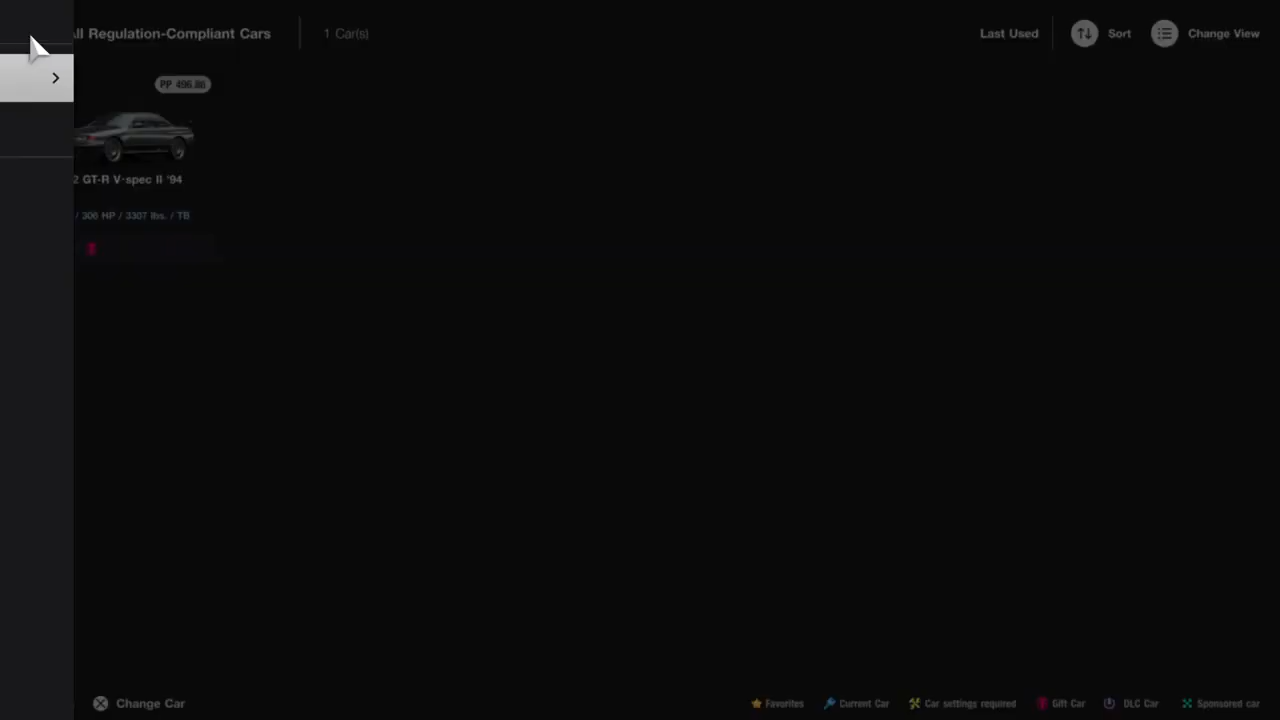 ll Regulation-Compliant Cars
1 Car(s)
Last Used
Sort
Change View
PP 496.86
2 GT-R V-spec II '94
/ 306 HP / 3307 lbs. / TB
Change Car
Favorites
Current Car
Car settings required
Gift Car
DLC Car
Sponsored car